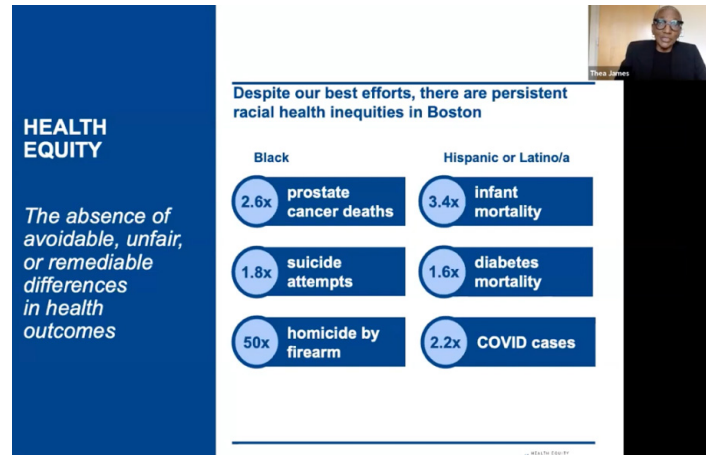 HEALTH
EQUITY
The absence of
avoidable, unfair,
or remediable
differences
in health
outcomes
Despite our best efforts, there are persistent
racial health inequities in Boston
Black
2.6x prostate
cancer deaths
1.8x suicide
attempts
50x homicide by
firearm
Hispanic or Latino/a
3.4x infant
mortality
1.6x diabetes
mortality
2.2x COVID cases
HEALTH EQUITY
Thea James